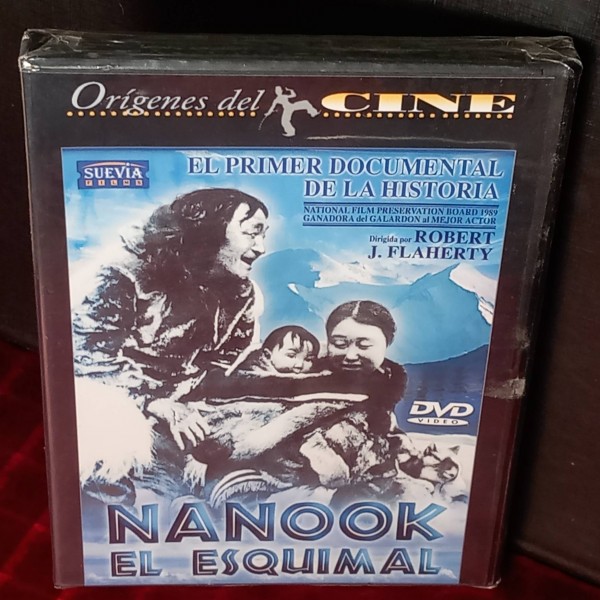 Orígenes del CINE
SUEVIA
FILMS
EL PRIMER DOCUMENTAL
DE LA HISTORIA
NATIONAL FILM PRESERVATION BOARD 1989
GANADORA del GALARDON al MEJOR ACTOR
Dirigida por ROBERT
J. FLAHERTY
DVD
VIDEO
NANOOK
EL ESQUIMAL